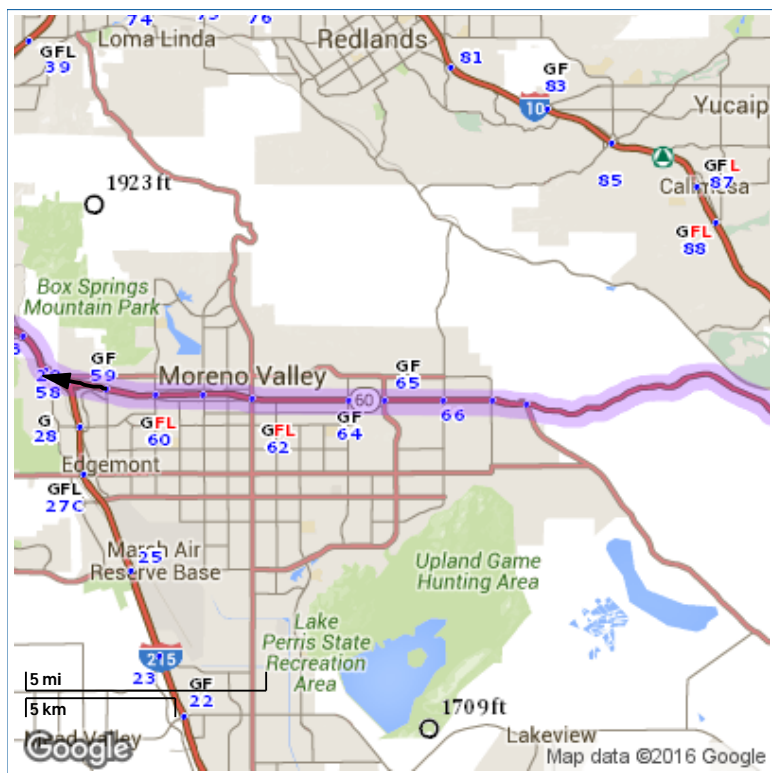 74
76
GFL
39
Loma Linda
Redlands
81
GF
83
10
Yucaip
85
GFL
87
Calimesa
GFL
88
1923 ft
Box Springs
Mountain Park
GF
59
58
Moreno Valley
GF
65
60
GFL
60
GFL
62
GF
64
66
G
28
Edgemont
GFL
27C
March Air
Reserve Base
25
Upland Game
Hunting Area
Lake
Perris State
Recreation
Area
215
23
5 mi
5 km
GF
22
1709 ft
Mead Valley
Lakeview
Google
Map data ©2016 Google